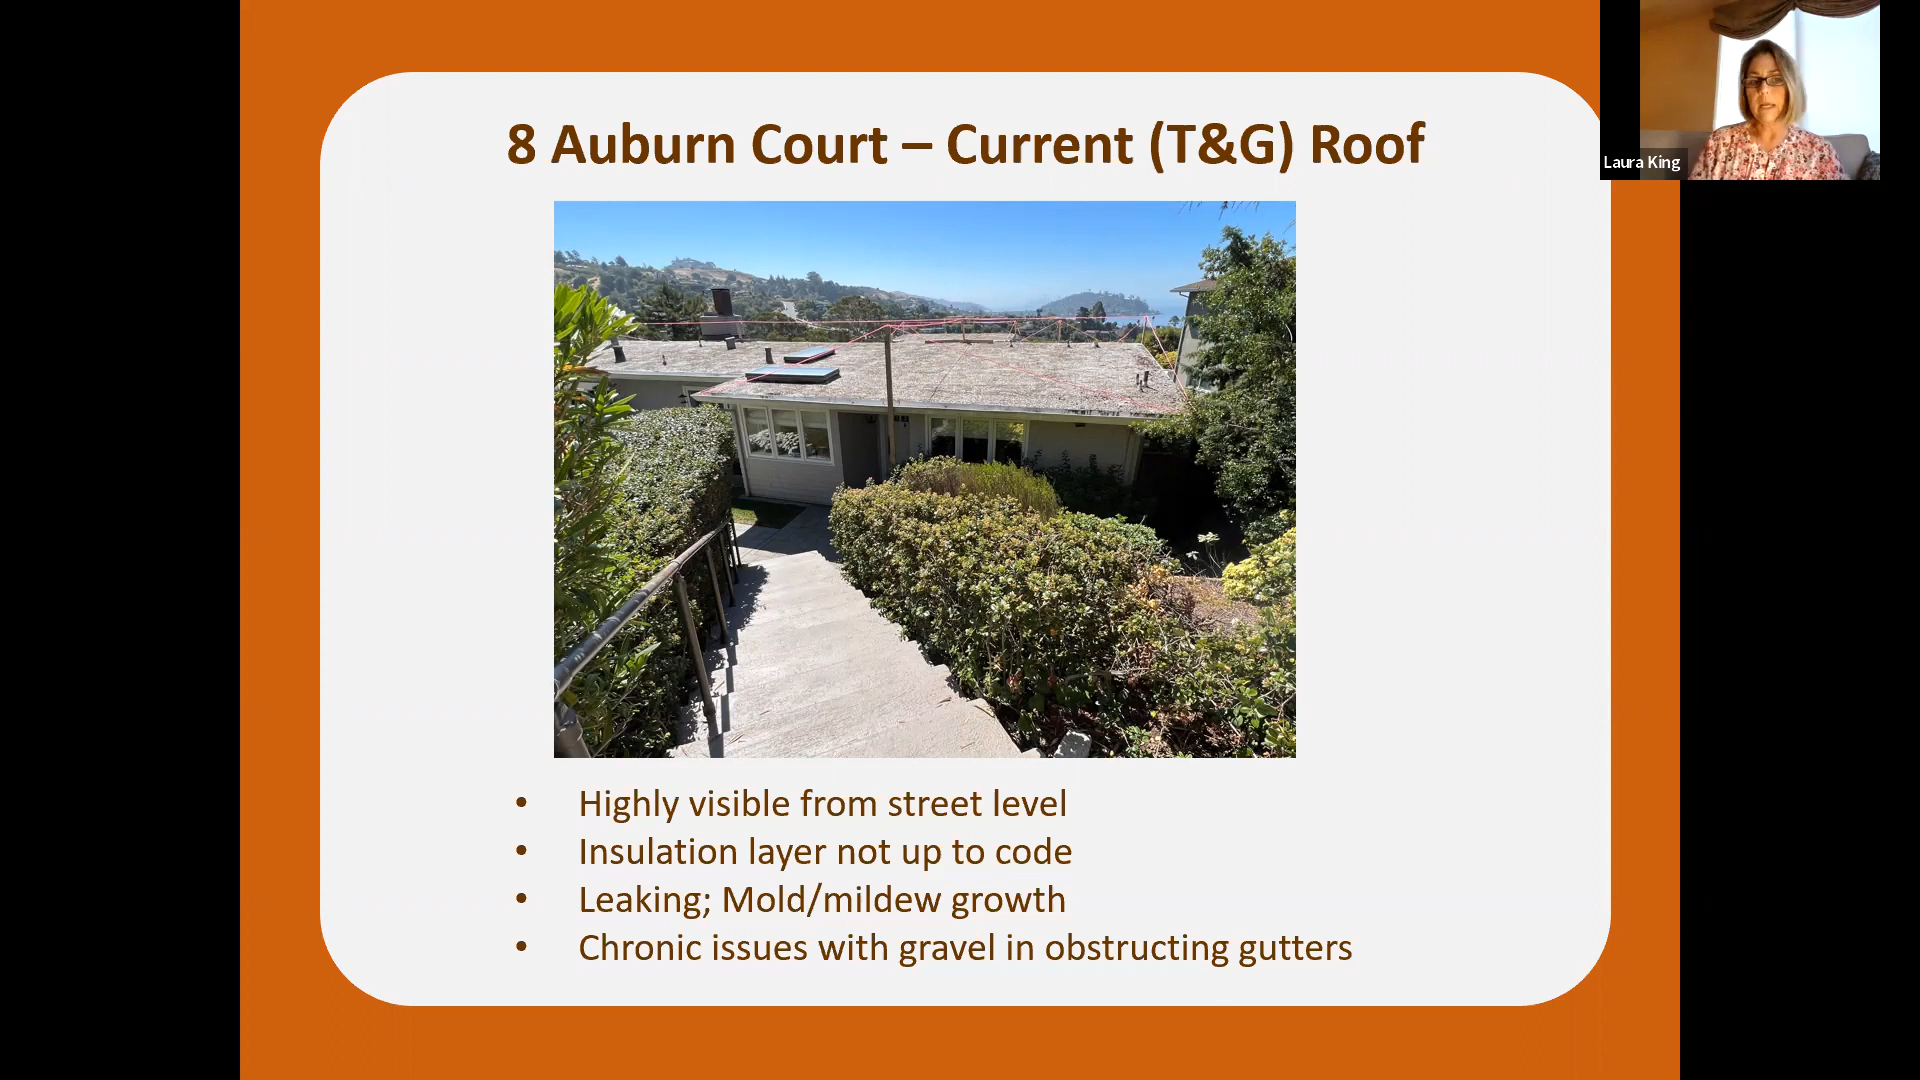 8 Auburn Court – Current (T&G) Roof
Laura King
• Highly visible from street level
• Insulation layer not up to code
• Leaking; Mold/mildew growth
• Chronic issues with gravel in obstructing gutters